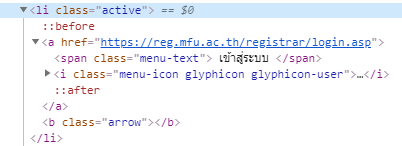 ▼<li class="active"> == $0
::before
▼<a href="https://reg.mfu.ac.th/registrar/login.asp">
<span class="menu-text"> เข้าสู่ระบบ </span>
▶<i class="menu-icon glyphicon glyphicon-user">…</i>
::after
</a>
<b class="arrow"></b>
</li>